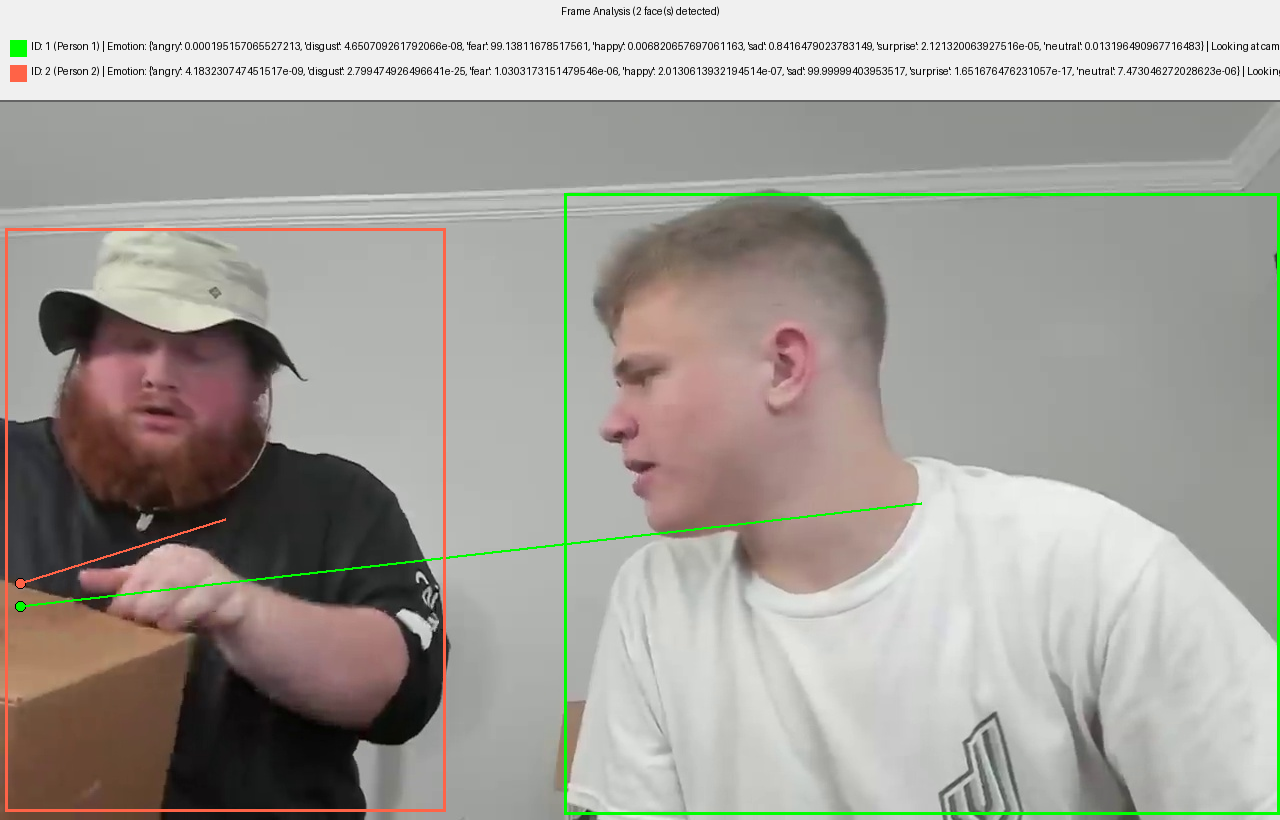 Frame Analysis (2 face(s) detected)
ID: 1 (Person 1) | Emotion: {'angry': 0.000195157065527213, 'disgust': 4.650709261792066e-08, 'fear': 99.13811678517561, 'happy': 0.006820657697061163, 'sad': 0.8416479023783149, 'surprise': 2.121320063927516e-05, 'neutral': 0.013196490967716483} | Looking at cam
ID: 2 (Person 2) | Emotion: {'angry': 4.183230747451517e-09, 'disgust': 2.799474926496641e-25, 'fear': 1.0303173151479546e-06, 'happy': 2.0130613932194514e-07, 'sad': 99.99999403953517, 'surprise': 1.651676476231057e-17, 'neutral': 7.473046272028623e-06} | Looking